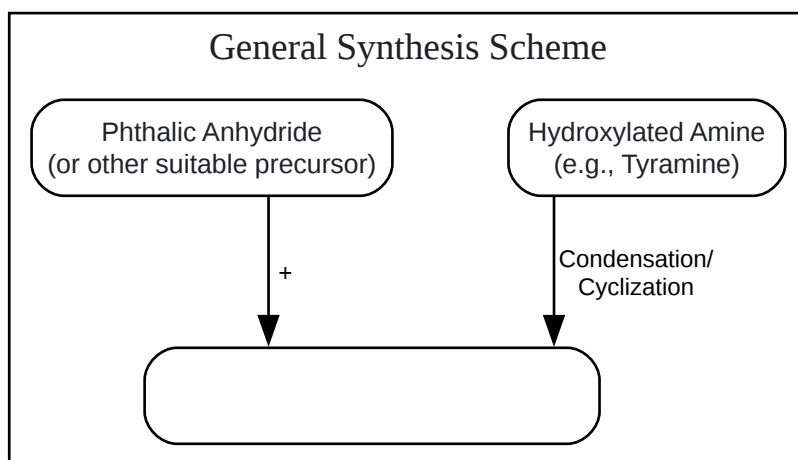 General Synthesis Scheme
Phthalic Anhydride
(or other suitable precursor)
Hydroxylated Amine
(e.g., Tyramine)
+
Condensation/
Cyclization